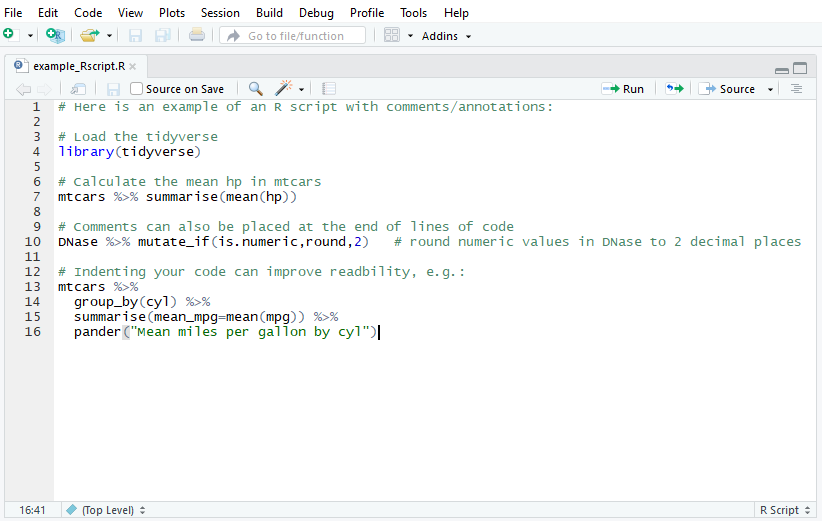 File Edit Code View Plots Session Build Debug Profile Tools Help
Go to file/function Addins
example_Rscript.R
Source on Save Run Source
1 # Here is an example of an R script with comments/annotations:
2
3 # Load the tidyverse
4 library(tidyverse)
5
6 # Calculate the mean hp in mtcars
7 mtcars %>% summarise(mean(hp))
8
9 # Comments can also be placed at the end of lines of code
10 DNase %>% mutate_if(is.numeric,round,2)   # round numeric values in DNase to 2 decimal places
11
12 # Indenting your code can improve readbility, e.g.:
13 mtcars %>%
14   group_by(cyl) %>%
15   summarise(mean_mpg=mean(mpg)) %>%
16   pander("Mean miles per gallon by cyl")
16:41 (Top Level) R Script